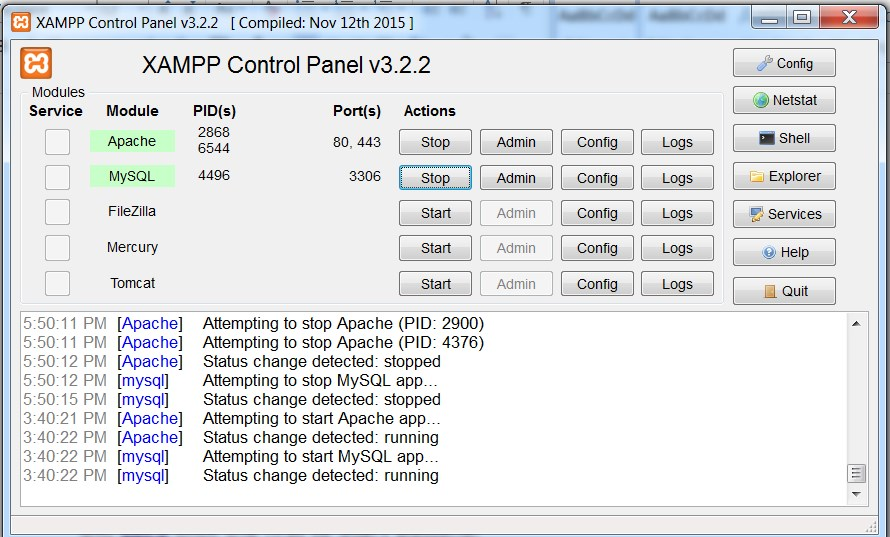 XAMPP Control Panel v3.2.2 [ Compiled: Nov 12th 2015 ]
XAMPP Control Panel v3.2.2
Config
Modules
Service Module PID(s) Port(s) Actions
Netstat
Apache 2868 6544 80, 443 Stop Admin Config Logs
Shell
MySQL 4496 3306 Stop Admin Config Logs
Explorer
FileZilla Start Admin Config Logs
Services
Mercury Start Admin Config Logs
Help
Tomcat Start Admin Config Logs
Quit
5:50:11 PM [Apache] Attempting to stop Apache (PID: 2900)
5:50:11 PM [Apache] Attempting to stop Apache (PID: 4376)
5:50:12 PM [Apache] Status change detected: stopped
5:50:12 PM [mysql] Attempting to stop MySQL app...
5:50:15 PM [mysql] Status change detected: stopped
3:40:21 PM [Apache] Attempting to start Apache app...
3:40:22 PM [Apache] Status change detected: running
3:40:22 PM [mysql] Attempting to start MySQL app...
3:40:22 PM [mysql] Status change detected: running